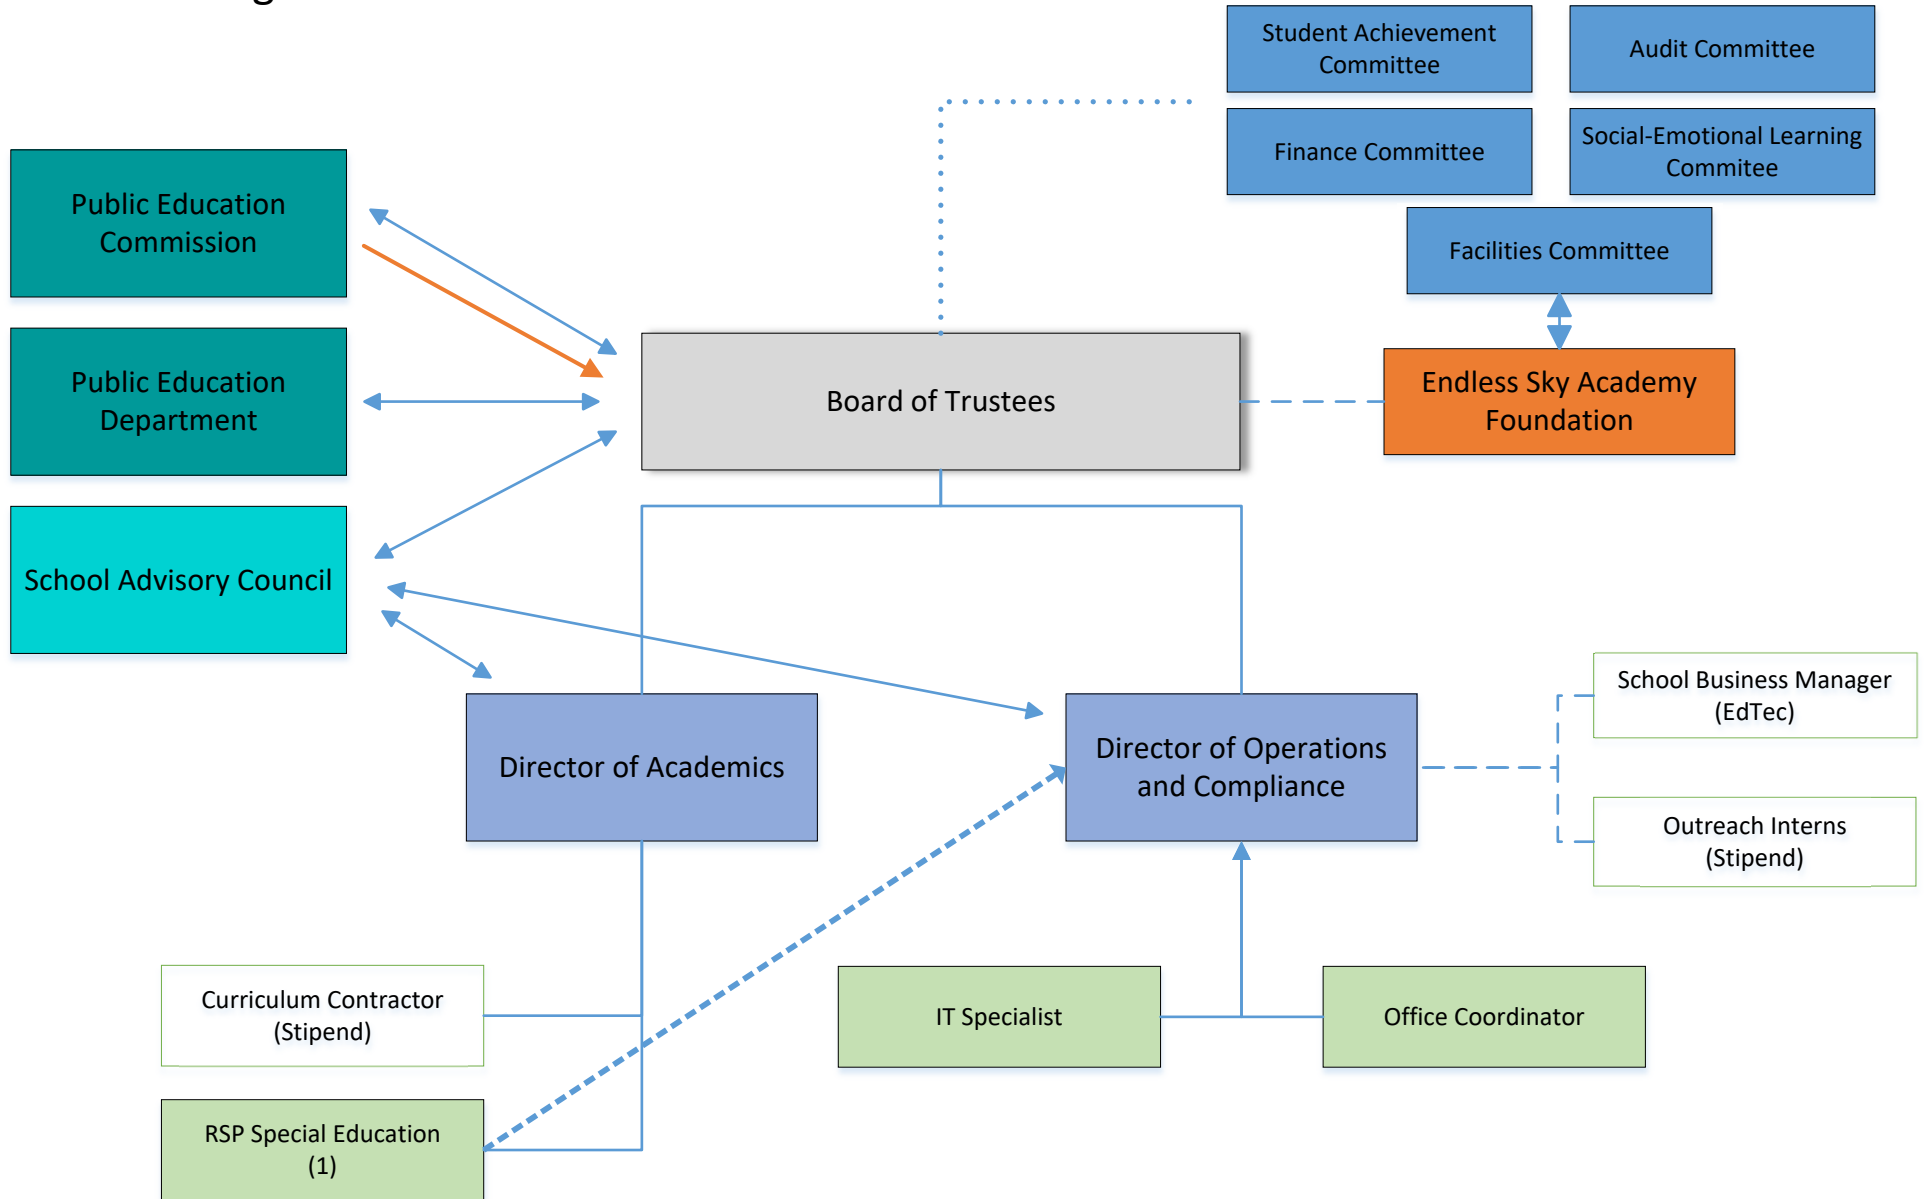 Student Achievement
Committee
Audit Committee
Finance Committee
Social-Emotional Learning
Commitee
Facilities Committee
Public Education
Commission
Public Education
Department
School Advisory Council
Board of Trustees
Endless Sky Academy
Foundation
Director of Academics
Director of Operations
and Compliance
School Business Manager
(EdTec)
Outreach Interns
(Stipend)
Curriculum Contractor
(Stipend)
IT Specialist
Office Coordinator
RSP Special Education
(1)